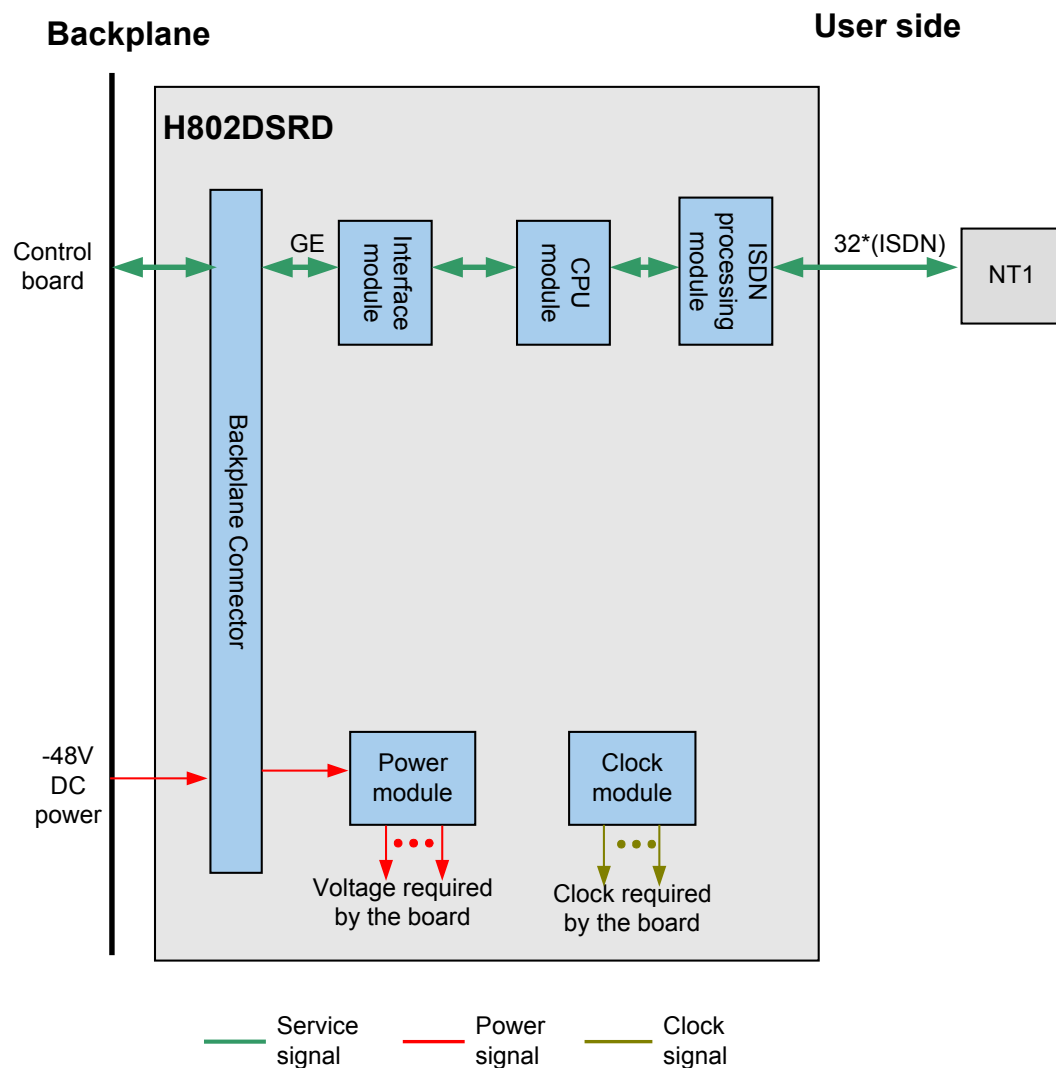 Backplane
User side
H802DSRD
Control
board
GE
Interface
module
CPU
module
ISDN
processing
module
32*(ISDN)
NT1
Backplane Connector
-48V
DC
power
Power
module
Clock
module
Voltage required
by the board
Clock required
by the board
Service
signal
Power
signal
Clock
signal